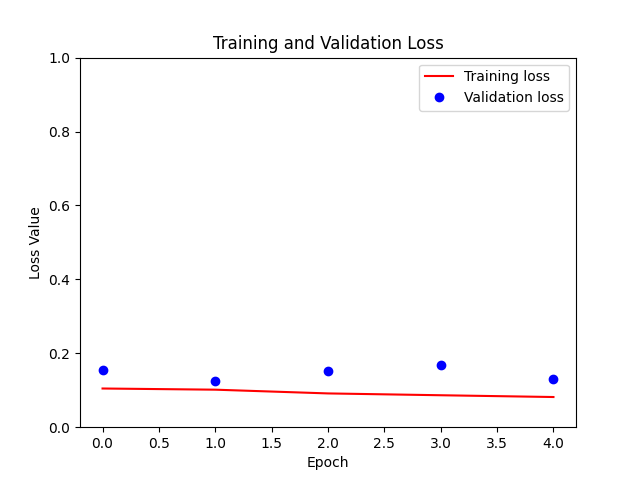 Training and Validation Loss
Training loss
Validation loss
Loss Value
1.0
0.8
0.6
0.4
0.2
0.0
0.0 0.5 1.0 1.5 2.0 2.5 3.0 3.5 4.0
Epoch